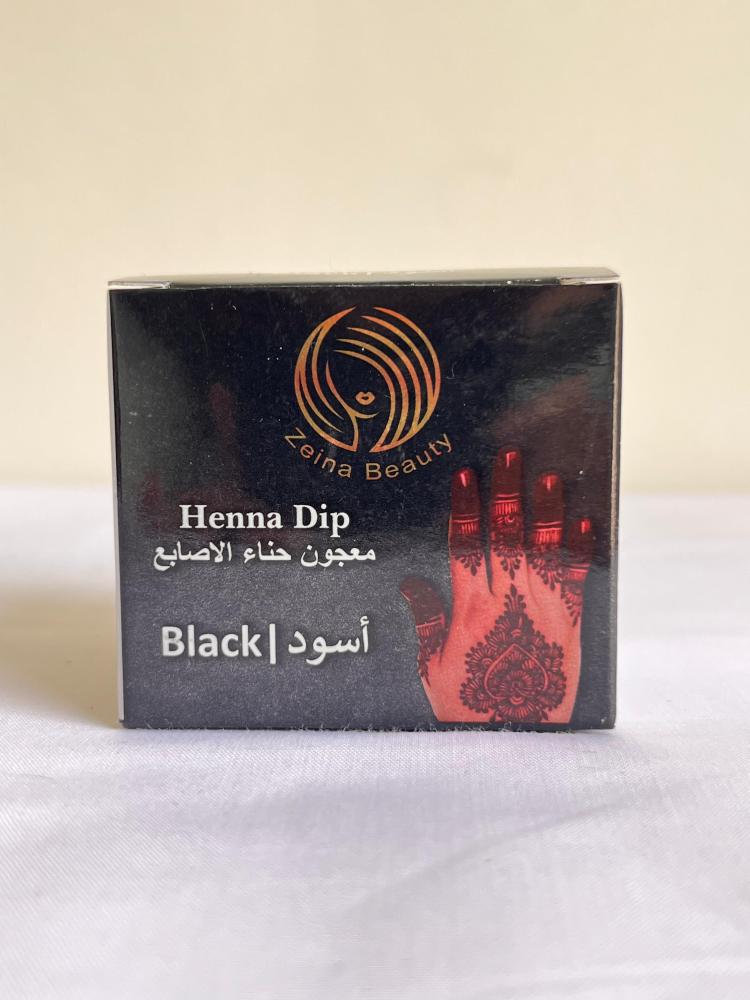 Zeina Beauty
Henna Dip
معجون حناء الاصابع
Black | أسود